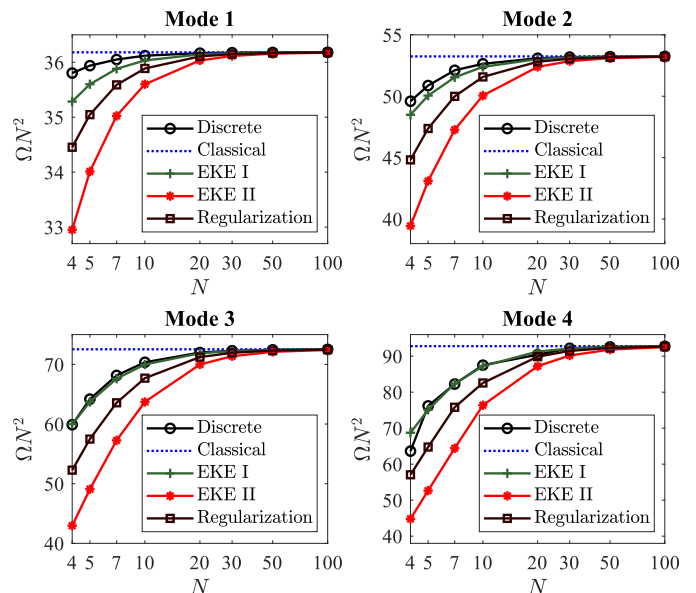 Mode 1
ΩN²
36
35
34
33
Discrete
Classical
EKE I
EKE II
Regularization
4 5 7 10 20 30 50 100
N
Mode 2
ΩN²
55
50
45
40
Discrete
Classical
EKE I
EKE II
Regularization
4 5 7 10 20 30 50 100
N
Mode 3
ΩN²
70
60
50
40
Discrete
Classical
EKE I
EKE II
Regularization
4 5 7 10 20 30 50 100
N
Mode 4
ΩN²
90
80
70
60
50
40
Discrete
Classical
EKE I
EKE II
Regularization
4 5 7 10 20 30 50 100
N